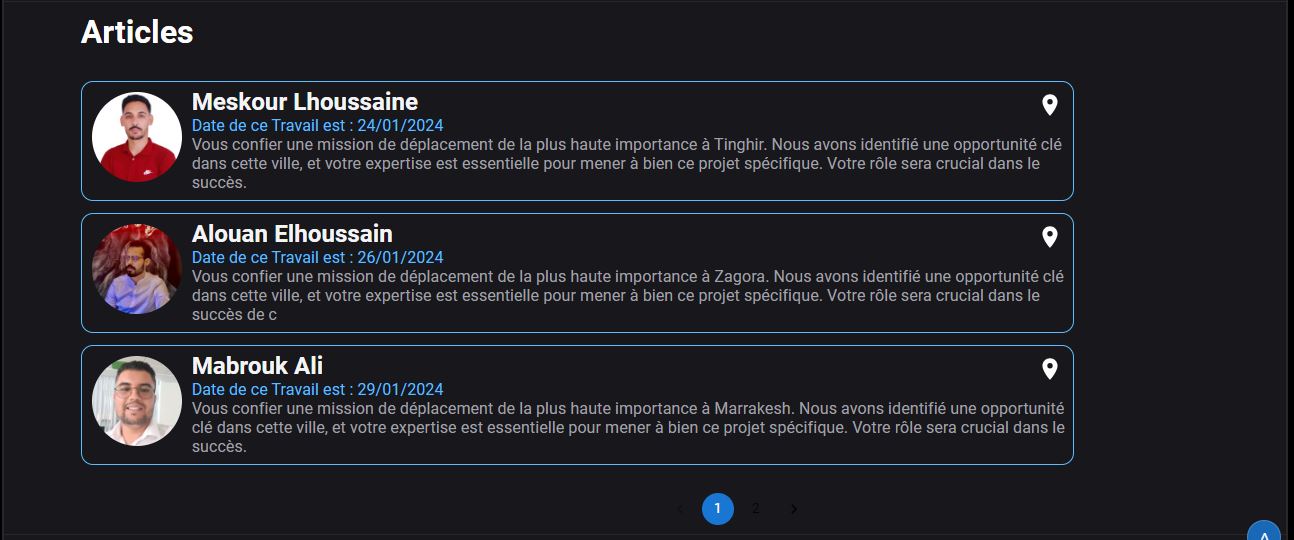 Articles
Meskour Lhoussaine
Date de ce Travail est : 24/01/2024
Vous confier une mission de déplacement de la plus haute importance à Tinghir. Nous avons identifié une opportunité clé
dans cette ville, et votre expertise est essentielle pour mener à bien ce projet spécifique. Votre rôle sera crucial dans le
succès.
Alouan Elhoussain
Date de ce Travail est : 26/01/2024
Vous confier une mission de déplacement de la plus haute importance à Zagora. Nous avons identifié une opportunité clé
dans cette ville, et votre expertise est essentielle pour mener à bien ce projet spécifique. Votre rôle sera crucial dans le
succès de c
Mabrouk Ali
Date de ce Travail est : 29/01/2024
Vous confier une mission de déplacement de la plus haute importance à Marrakesh. Nous avons identifié une opportunité
clé dans cette ville, et votre expertise est essentielle pour mener à bien ce projet spécifique. Votre rôle sera crucial dans le
succès.
1 2